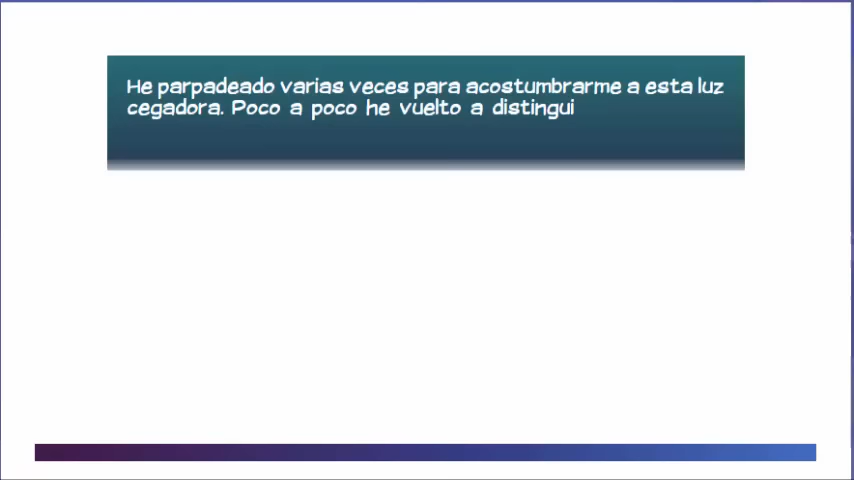 He parpadeado varias veces para acostumbrarme a esta luz
cegadora. Poco a poco he vuelto a distingui